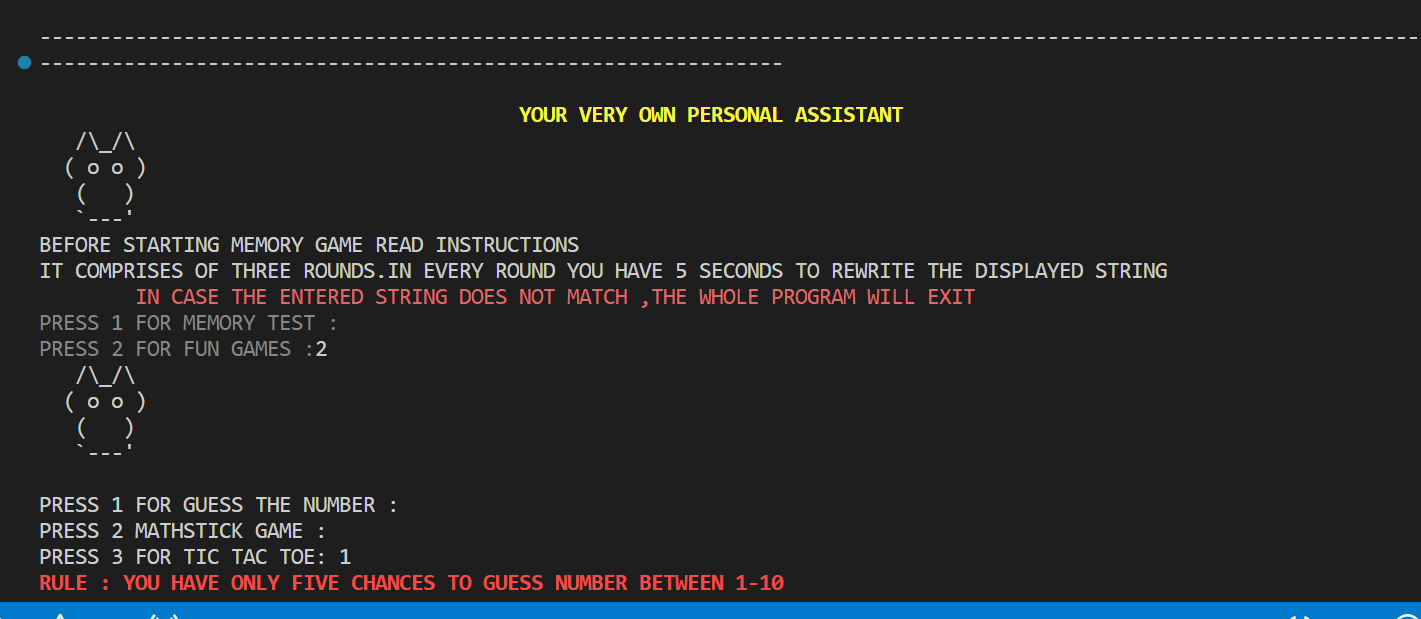 --------------------------------------------------------------------------------------------------------------------
--------------------------------------------------------------
YOUR VERY OWN PERSONAL ASSISTANT
   /\_/\
  ( o o )
   (   )
   `---'
BEFORE STARTING MEMORY GAME READ INSTRUCTIONS
IT COMPRISES OF THREE ROUNDS.IN EVERY ROUND YOU HAVE 5 SECONDS TO REWRITE THE DISPLAYED STRING
IN CASE THE ENTERED STRING DOES NOT MATCH ,THE WHOLE PROGRAM WILL EXIT
PRESS 1 FOR MEMORY TEST :
PRESS 2 FOR FUN GAMES :2
   /\_/\
  ( o o )
   (   )
   `---'
PRESS 1 FOR GUESS THE NUMBER :
PRESS 2 MATHSTICK GAME :
PRESS 3 FOR TIC TAC TOE: 1
RULE : YOU HAVE ONLY FIVE CHANCES TO GUESS NUMBER BETWEEN 1-10